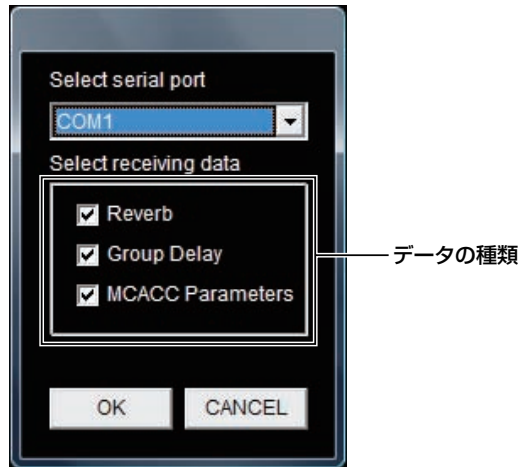 Select serial port
COM1
Select receiving data
Reverb
Group Delay
MCACC Parameters
データの種類
OK
CANCEL